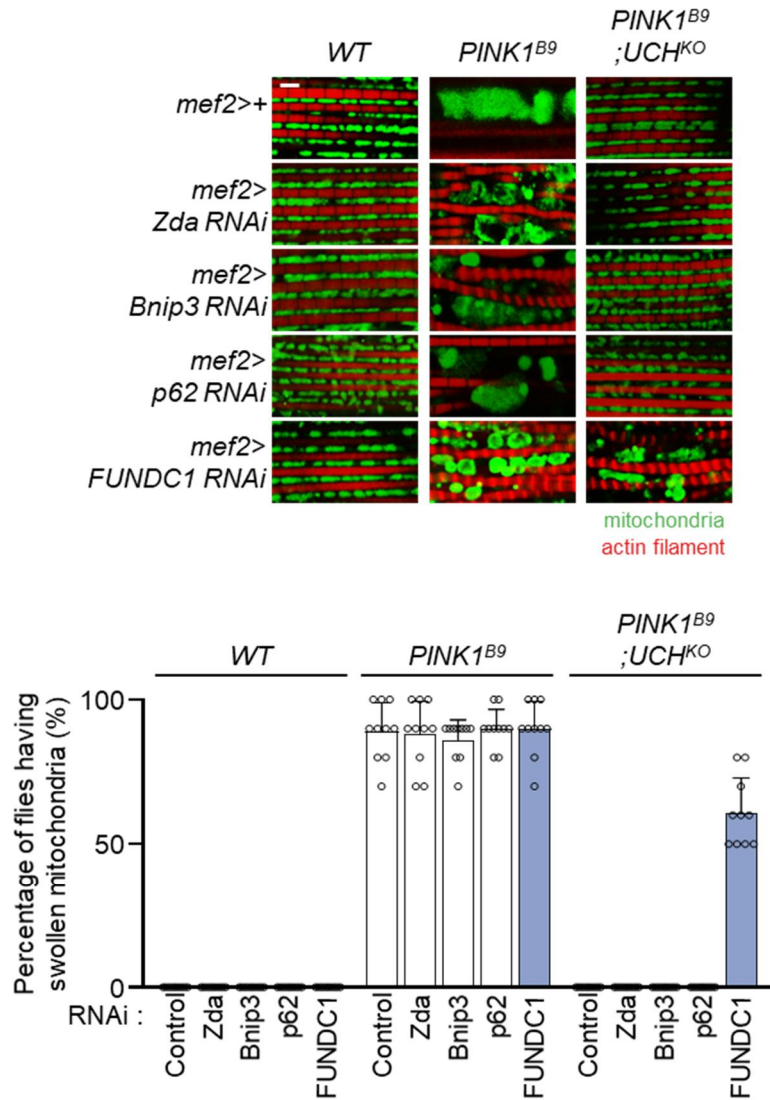 WT PINK1ᴮ⁹ PINK1ᴮ⁹
;UCHᴷᴼ
mef2>+
mef2>
Zda RNAi
mef2>
Bnip3 RNAi
mef2>
p62 RNAi
mef2>
FUNDC1 RNAi
mitochondria
actin filament
WT PINK1ᴮ⁹ PINK1ᴮ⁹
;UCHᴷᴼ
Percentage of flies having
swollen mitochondria (%)
100
50
0
RNAi :
Control Zda Bnip3 p62 FUNDC1 Control Zda Bnip3 p62 FUNDC1 Control Zda Bnip3 p62 FUNDC1